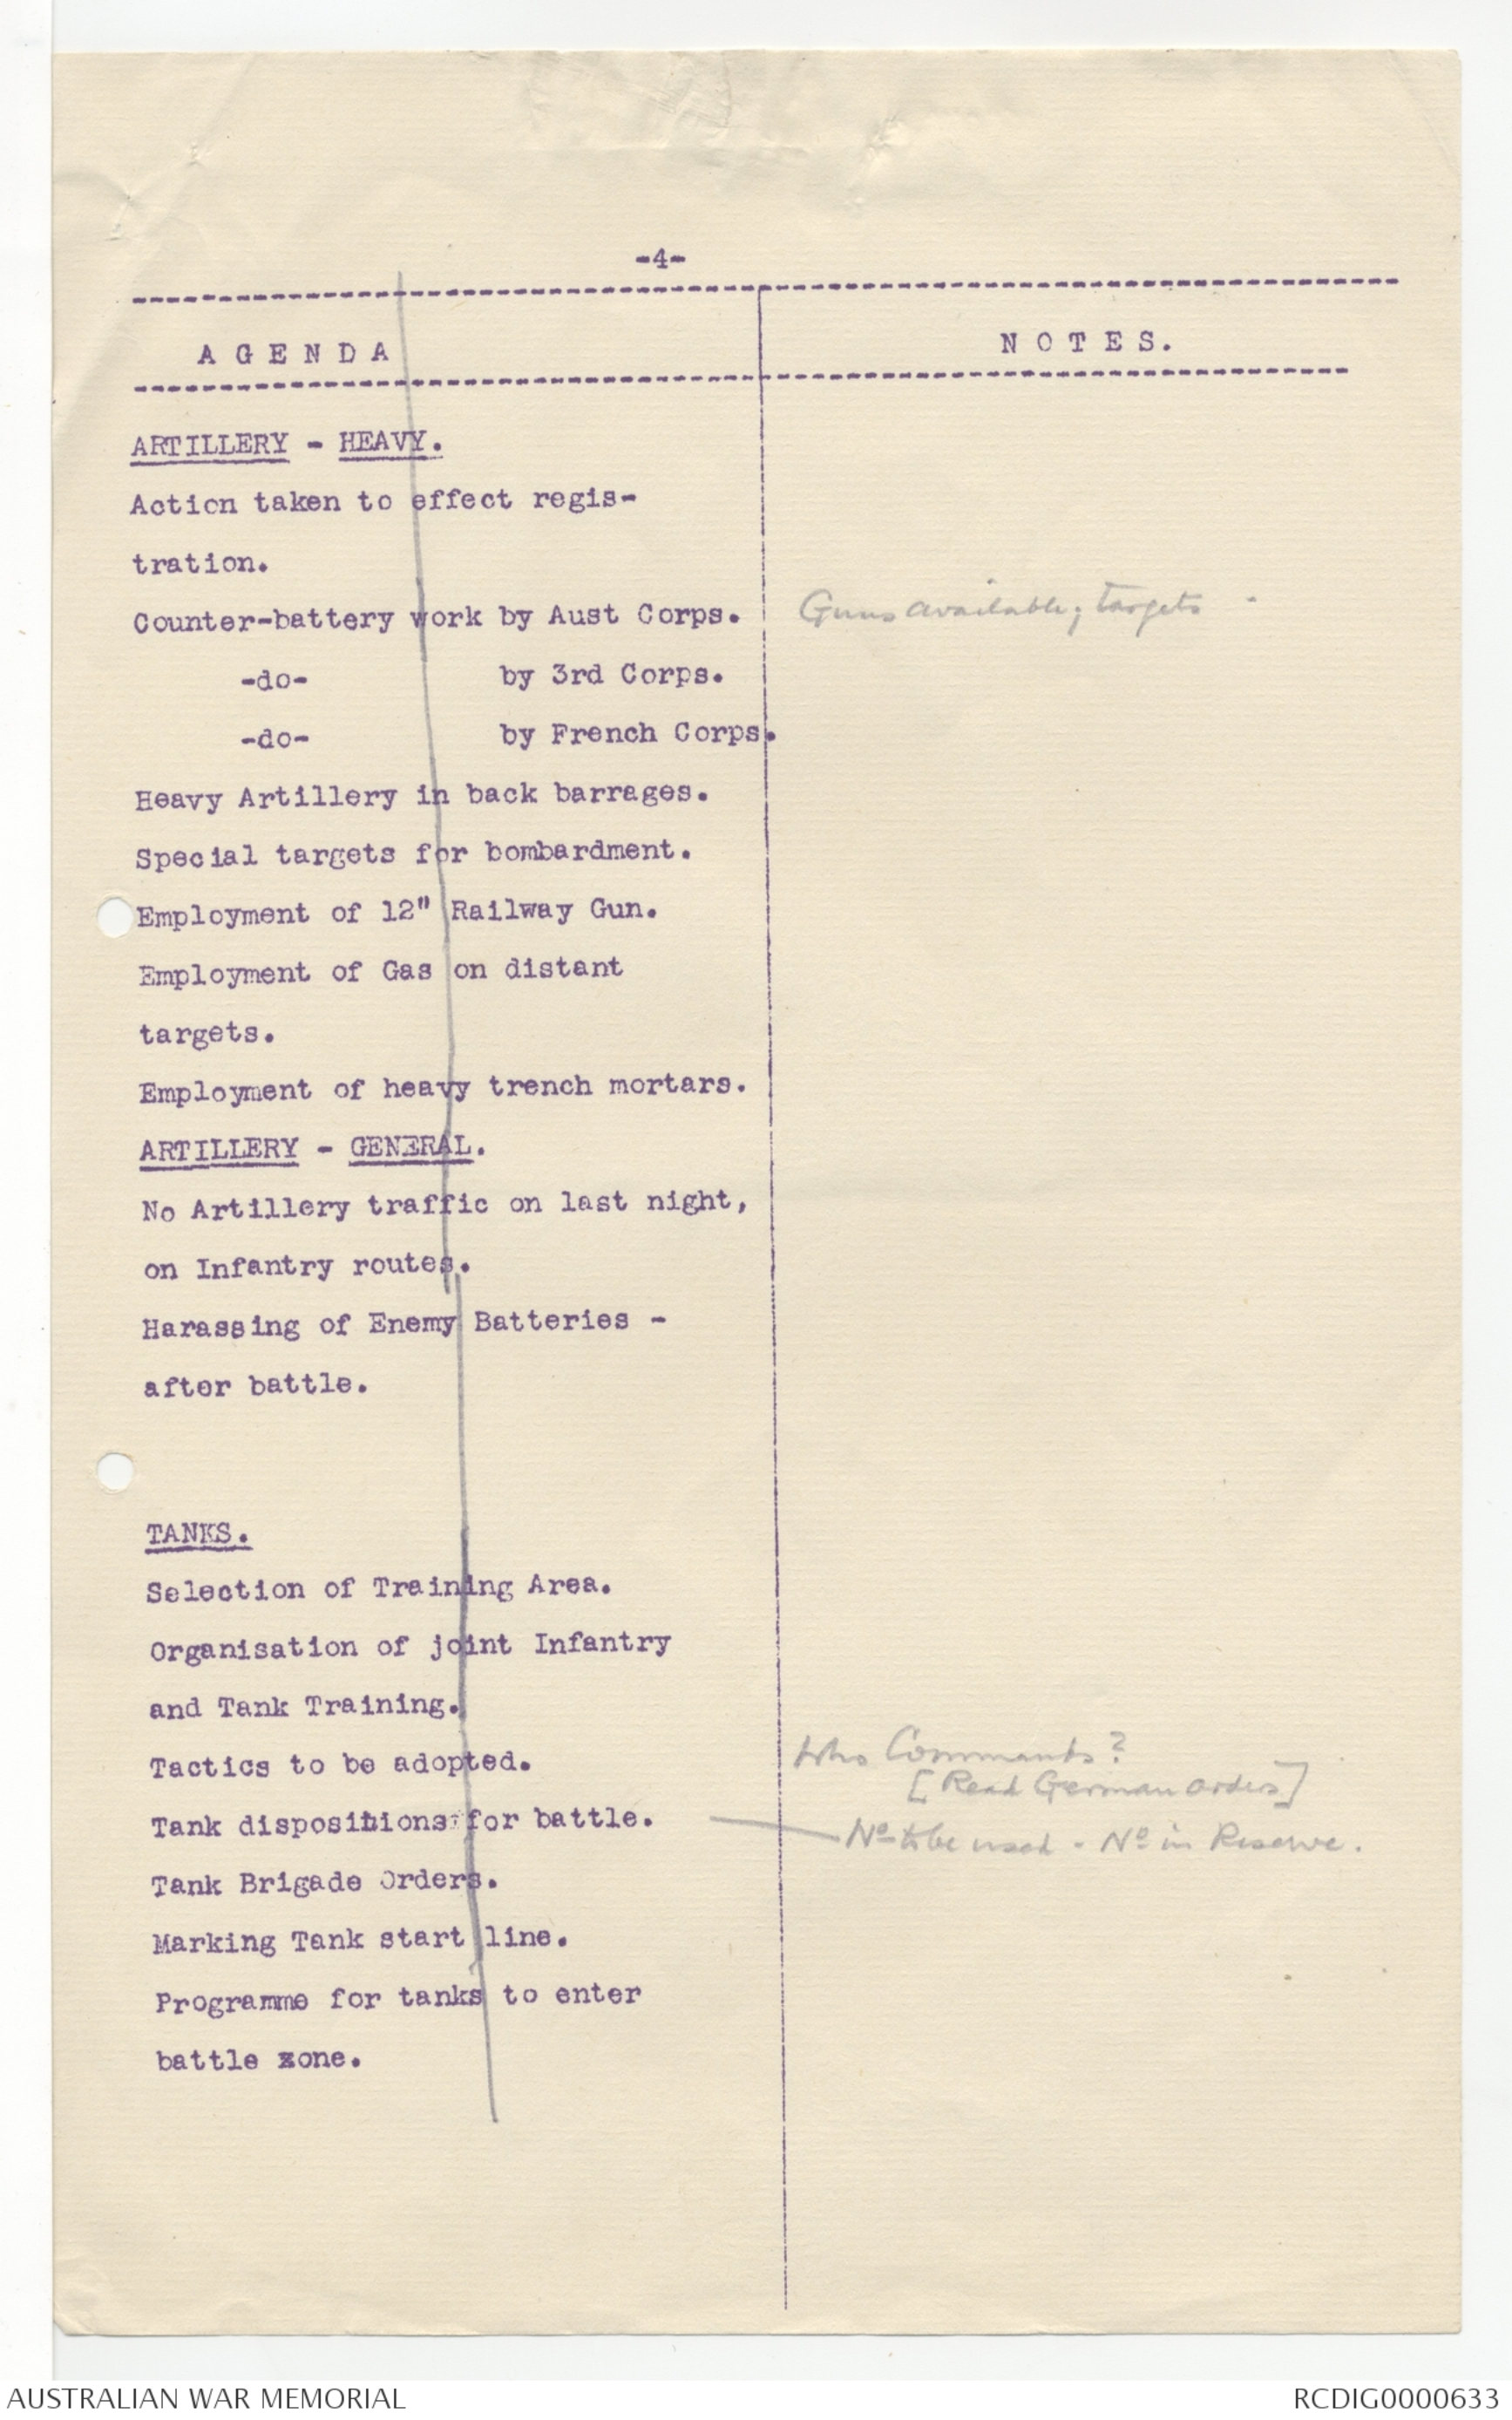 -4-
A G E N D A
N O T E S.
ARTILLERY - HEAVY.
Action taken to effect regis-
tration.
Counter-battery work by Aust Corps.
Guns available; targets -
-do- by 3rd Corps.
-do- by French Corps.
Heavy Artillery in back barrages.
Special targets for bombardment.
Employment of 12" Railway Gun.
Employment of Gas on distant
targets.
Employment of heavy trench mortars.
ARTILLERY - GENERAL.
No Artillery traffic on last night,
on Infantry routes.
Harassing of Enemy Batteries -
after battle.
TANKS.
Selection of Training Area.
Organisation of joint Infantry
and Tank Training.
Tactics to be adopted.
Who Commands?
[Read German orders]
Tank dispositions for battle.
No to be used - No in Reserve.
Tank Brigade Orders.
Marking Tank start line.
Programme for tanks to enter
battle zone.
AUSTRALIAN WAR MEMORIAL
RCDIG0000633